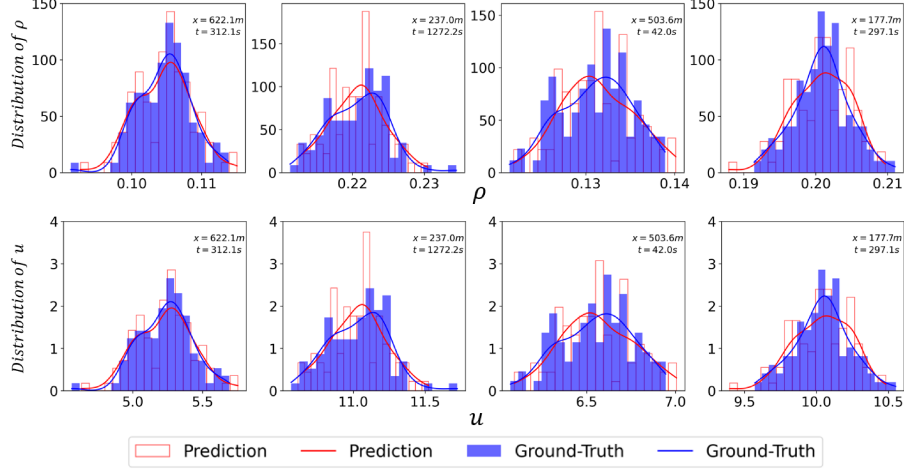 150
100
50
0
0.10
0.11
x = 622.1m
t = 312.1s
Distribution of ρ
150
100
50
0
0.22
0.23
x = 237.0m
t = 1272.2s
150
100
50
0
0.13
0.14
x = 503.6m
t = 42.0s
150
100
50
0
0.19
0.20
0.21
x = 177.7m
t = 297.1s
ρ
4
3
2
1
0
5.0
5.5
x = 622.1m
t = 312.1s
Distribution of u
4
3
2
1
0
11.0
11.5
x = 237.0m
t = 1272.2s
4
3
2
1
0
6.5
7.0
x = 503.6m
t = 42.0s
4
3
2
1
0
9.5
10.0
10.5
x = 177.7m
t = 297.1s
u
Prediction Prediction Ground-Truth Ground-Truth